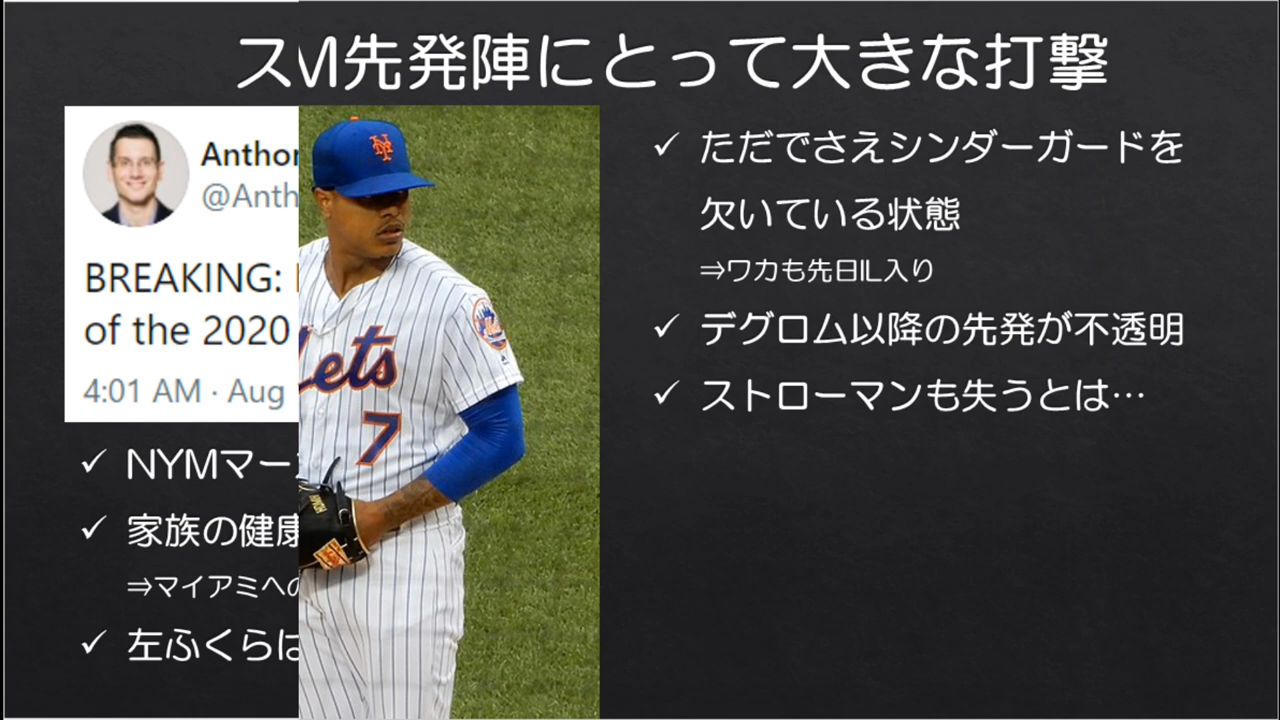 スM先発陣にとって大きな打撃
@Anth
BREAKING:
of the 2020
4:01 AM · Aug
✓ NYMマー
✓ 家族の健康
⇒マイアミへの
✓ 左ふくらは
Mets
7
✓ ただでさえシンダーガードを
欠いている状態
⇒ワカも先日IL入り
✓ デグロム以降の先発が不透明
✓ ストローマンも失うとは…